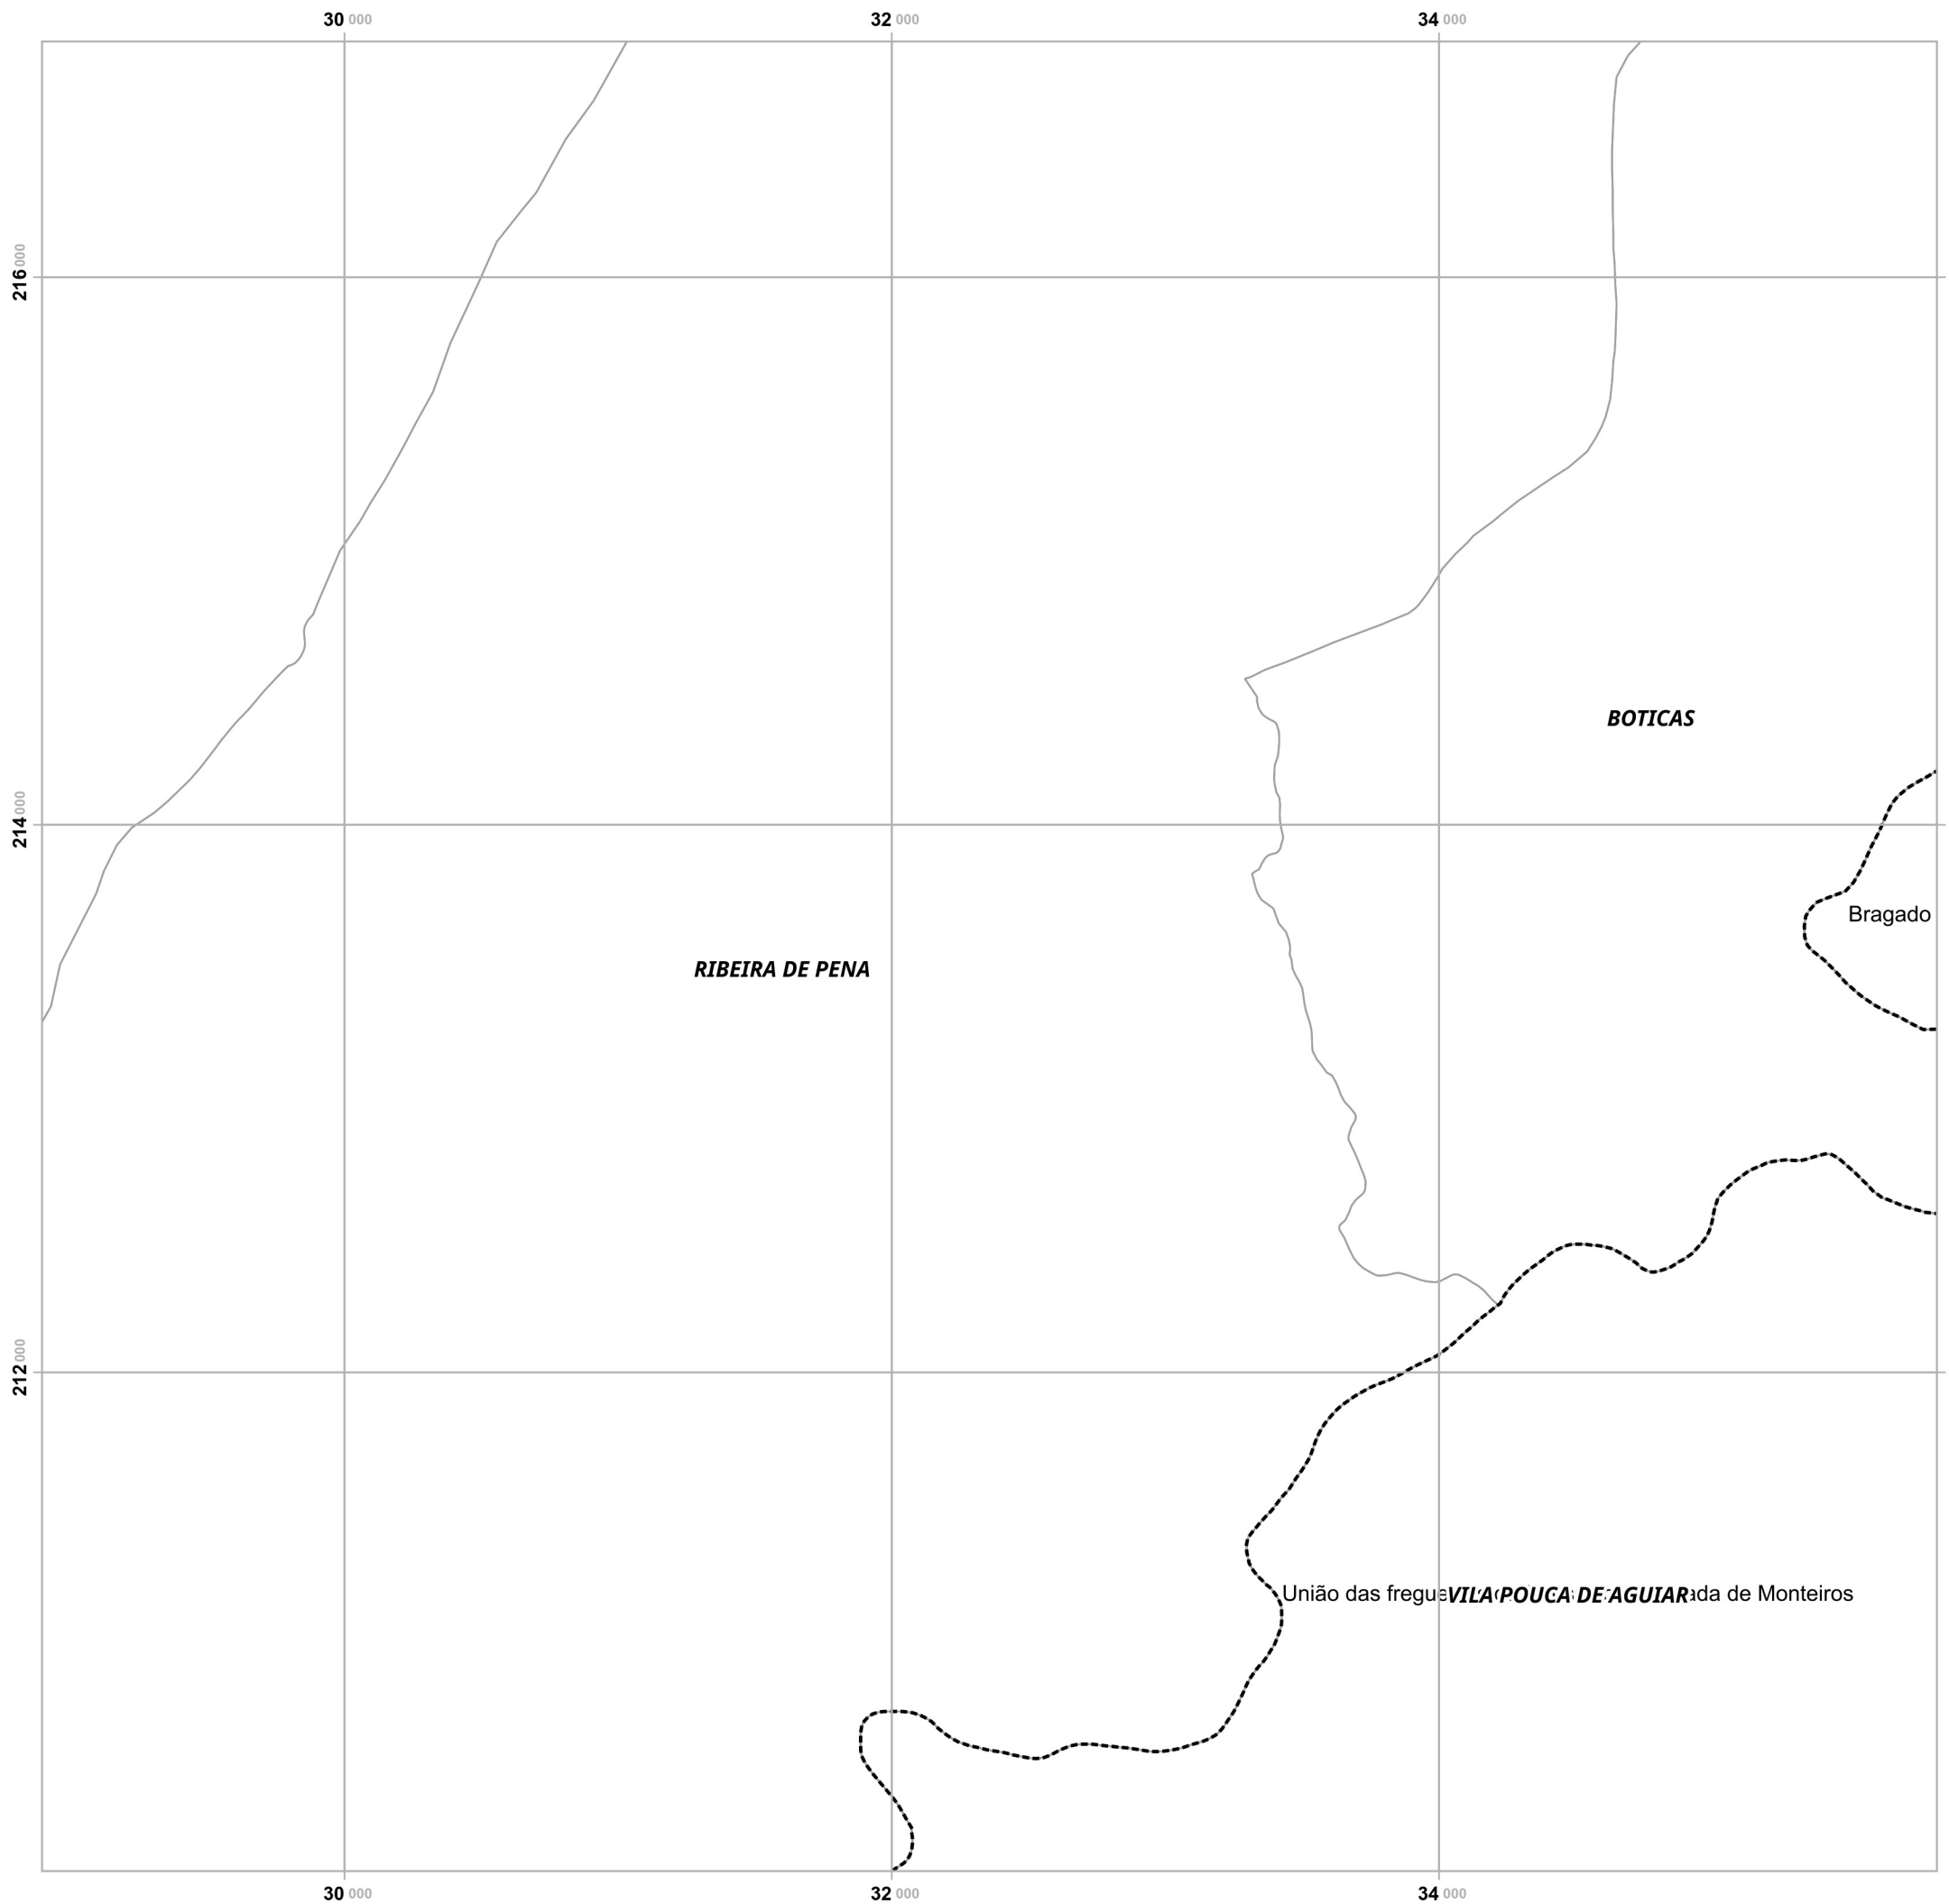 30 000 32 000 34 000
216 000
BOTICAS
214 000
Bragado
RIBEIRA DE PENA
212 000
União das fregue
VILA POUCA DE AGUIAR
ada de Monteiros
30 000 32 000 34 000